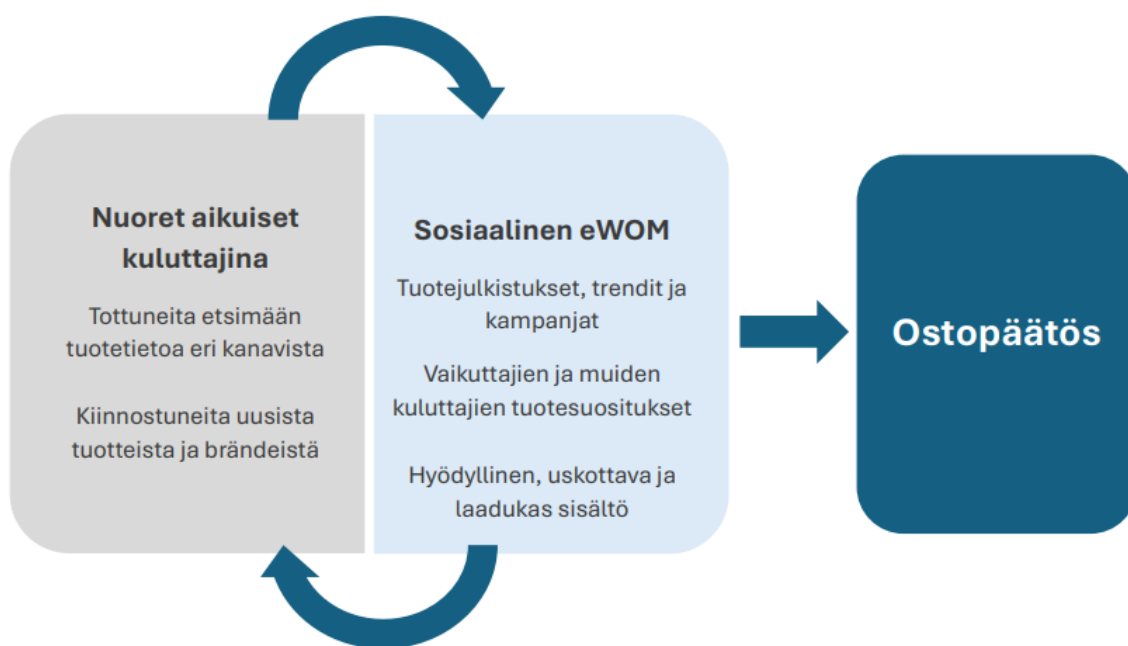 Nuoret aikuiset
kuluttajina
Tottuneita etsimään
tuotetietoa eri kanavista
Kiinnostuneita uusista
tuotteista ja brändeistä
Sosiaalinen eWOM
Tuotejulkistukset, trendit ja
kampanjat
Vaikuttajien ja muiden
kuluttajien tuotesuositukset
Hyödyllinen, uskottava ja
laadukas sisältö
Ostopäätös